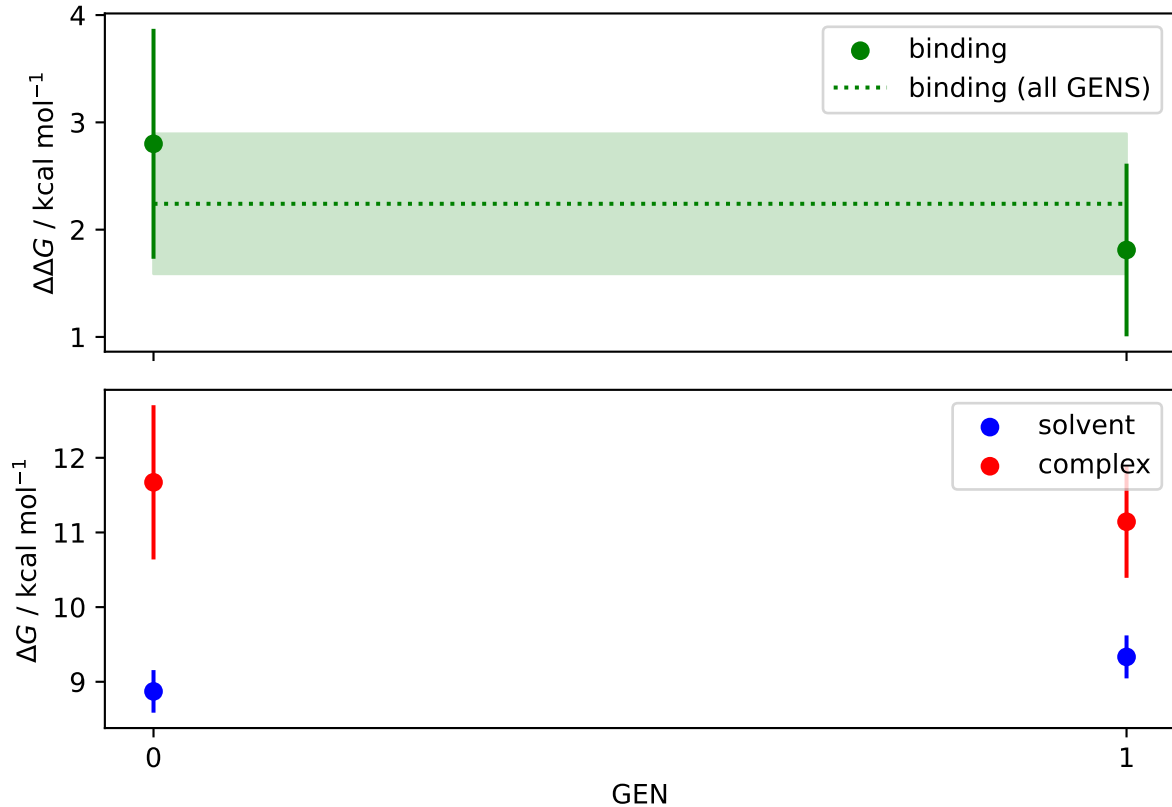 4
3
2
1
ΔΔG / kcal mol⁻¹
binding
binding (all GENS)
12
11
10
9
ΔG / kcal mol⁻¹
solvent
complex
0
1
GEN